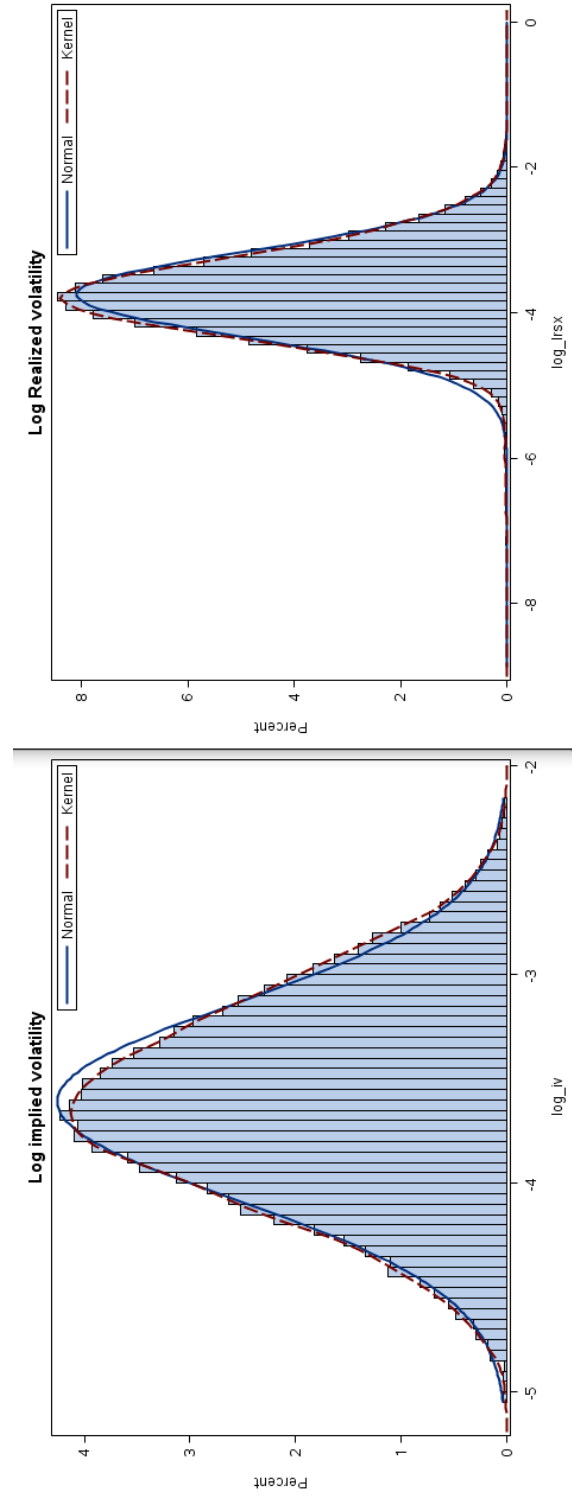 Log implied volatility
Normal Kernel
4
3
2
1
0
Percent
-5
-4
-3
-2
log_iv
Log Realized volatility
Normal Kernel
8
6
4
2
0
Percent
-8
-6
-4
-2
0
log_lrsx